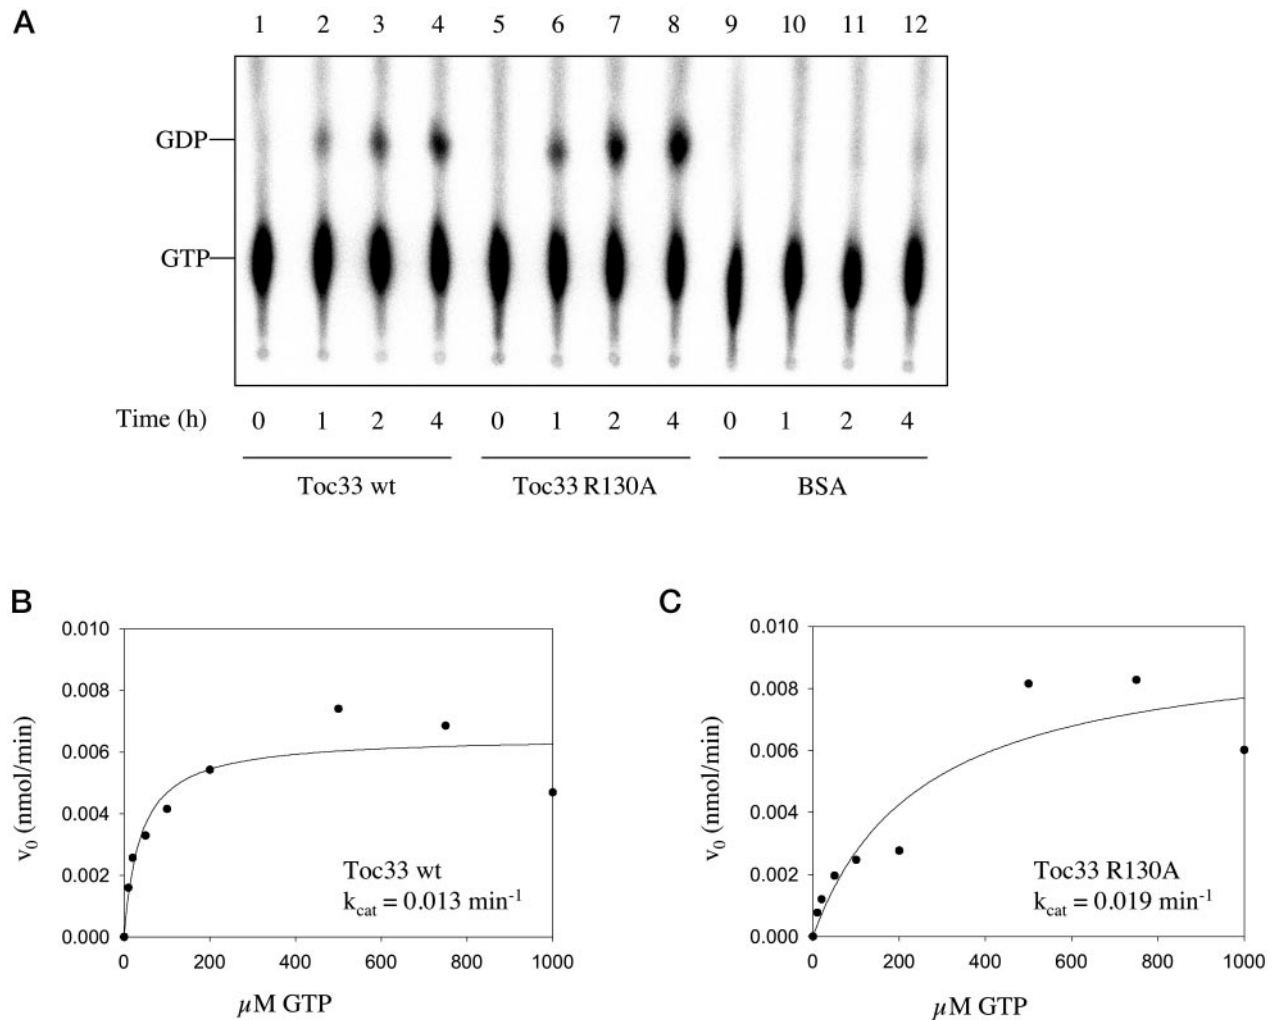 A
1 2 3 4 5 6 7 8 9 10 11 12
GDP
GTP
Time (h) 0 1 2 4 0 1 2 4 0 1 2 4
Toc33 wt Toc33 R130A BSA
B
0.010
0.008
0.006
0.004
0.002
0.000
v₀ (nmol/min)
Toc33 wt
k_cat = 0.013 min⁻¹
0 200 400 600 800 1000
µM GTP
C
0.010
0.008
0.006
0.004
0.002
0.000
v₀ (nmol/min)
Toc33 R130A
k_cat = 0.019 min⁻¹
0 200 400 600 800 1000
µM GTP